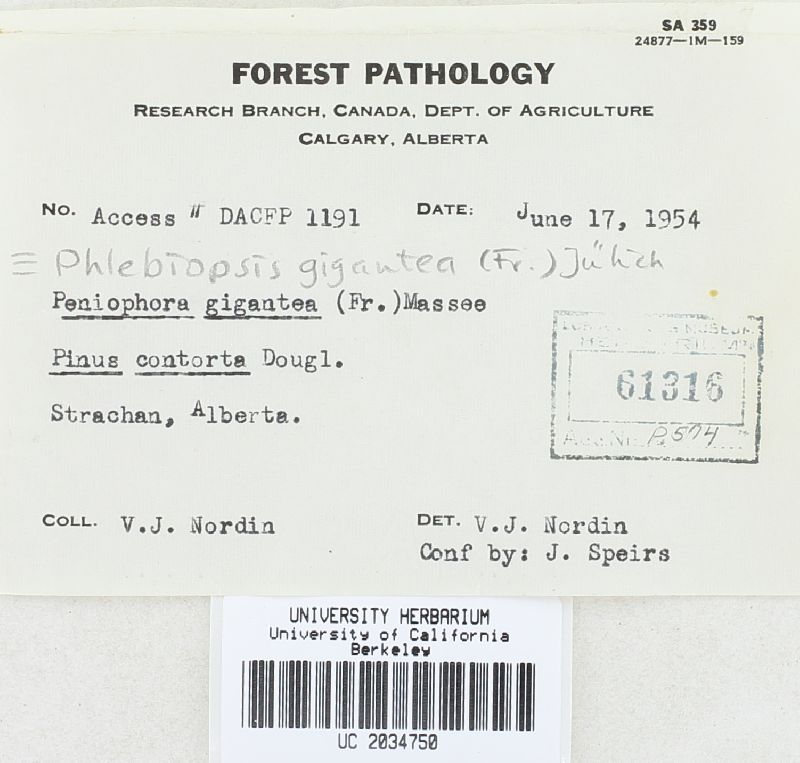 SA 359
24877—1M—159
FOREST PATHOLOGY
RESEARCH BRANCH, CANADA, DEPT. OF AGRICULTURE
CALGARY, ALBERTA
NO. Access # DACFP 1191 DATE: June 17, 1954
≡ Phlebiopsis gigantea (Fr.) Jülich
Peniophora gigantea (Fr.)Massee
Pinus contorta Dougl.
Strachan, Alberta.
61316
P.574
COLL. V.J. Nordin DET. V.J. Nordin
Conf by: J. Speirs
UNIVERSITY HERBARIUM
University of California
Berkeley
UC 2034750